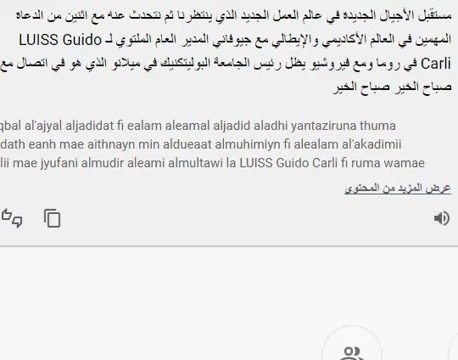 مستقبل الأجيال الجديدة في عالم العمل الجديد الذي ينتظرنا ثم نتحدث عنه مع اثنين من الدعاة
المهمين في العالم الأكاديمي والإيطالي مع جيوفاني المدير العام الملتوي لـ LUISS Guido
Carli في روما ومع فيروشيو يظل رئيس الجامعة البوليتكنيك في ميلانو الذي هو في اتصال مع
صباح الخير صباح الخير
qbal al'ajyal aljadidat fi ealam aleamal aljadid aladhi yantaziruna thuma
dath eanh mae aithnayn min aldueaat almuhimiyn fi alealam al'akadimii
lii mae jyufani almudir aleami almultawi la LUISS Guido Carli fi ruma wamae
عرض المزيد من المحتوى